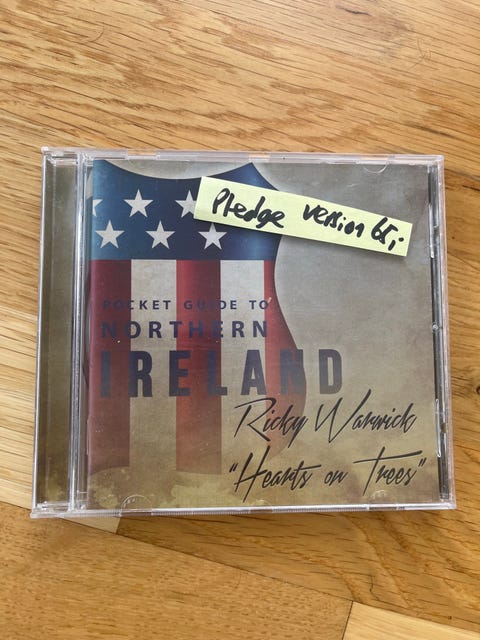 Pledge version 65:-
POCKET GUIDE TO
NORTHERN
IRELAND
Ricky Warwick
"Hearts on Trees"